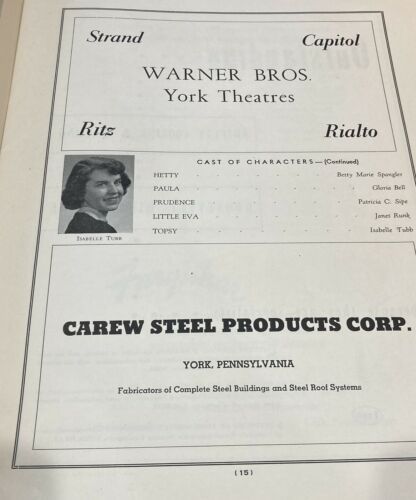 Strand Capitol
WARNER BROS.
York Theatres
Ritz Rialto
CAST OF CHARACTERS—(Continued)
HETTY - - - - - - - - - - Betty Marie Spangler
PAULA - - - - - - - - - - Gloria Bell
PRUDENCE - - - - - - - - - - Patricia C. Sipe
LITTLE EVA - - - - - - - - - - Janet Runk
TOPSY - - - - - - - - - - Isabelle Tubb
ISABELLE TUBB
CAREW STEEL PRODUCTS CORP.
YORK, PENNSYLVANIA
Fabricators of Complete Steel Buildings and Steel Roof Systems
(15)